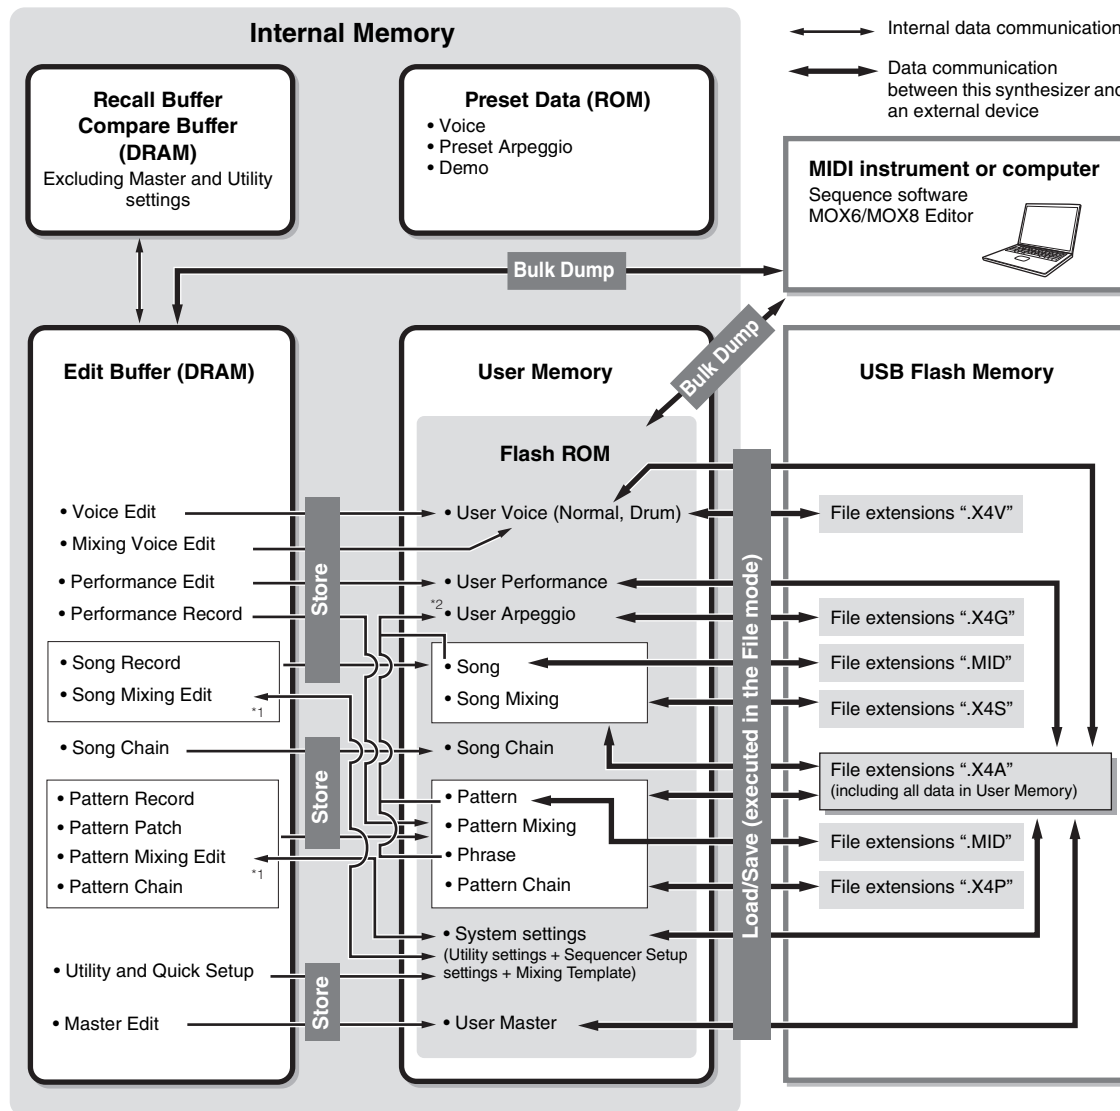 Internal Memory
Internal data communication
Data communication
between this synthesizer and
an external device
Recall Buffer
Compare Buffer
(DRAM)
Excluding Master and Utility
settings
Preset Data (ROM)
• Voice
• Preset Arpeggio
• Demo
MIDI instrument or computer
Sequence software
MOX6/MOX8 Editor
Bulk Dump
Bulk Dump
Edit Buffer (DRAM)
• Voice Edit
• Mixing Voice Edit
• Performance Edit
• Performance Record
• Song Record
• Song Mixing Edit
*1
• Song Chain
• Pattern Record
• Pattern Patch
• Pattern Mixing Edit
*1
• Pattern Chain
• Utility and Quick Setup
• Master Edit
Store
Store
Store
User Memory
Flash ROM
• User Voice (Normal, Drum)
• User Performance
*2 • User Arpeggio
• Song
• Song Mixing
• Song Chain
• Pattern
• Pattern Mixing
• Phrase
• Pattern Chain
• System settings
(Utility settings + Sequencer Setup
settings + Mixing Template)
• User Master
Load/Save (executed in the File mode)
USB Flash Memory
File extensions “.X4V”
File extensions “.X4G”
File extensions “.MID”
File extensions “.X4S”
File extensions “.X4A”
(including all data in User Memory)
File extensions “.MID”
File extensions “.X4P”